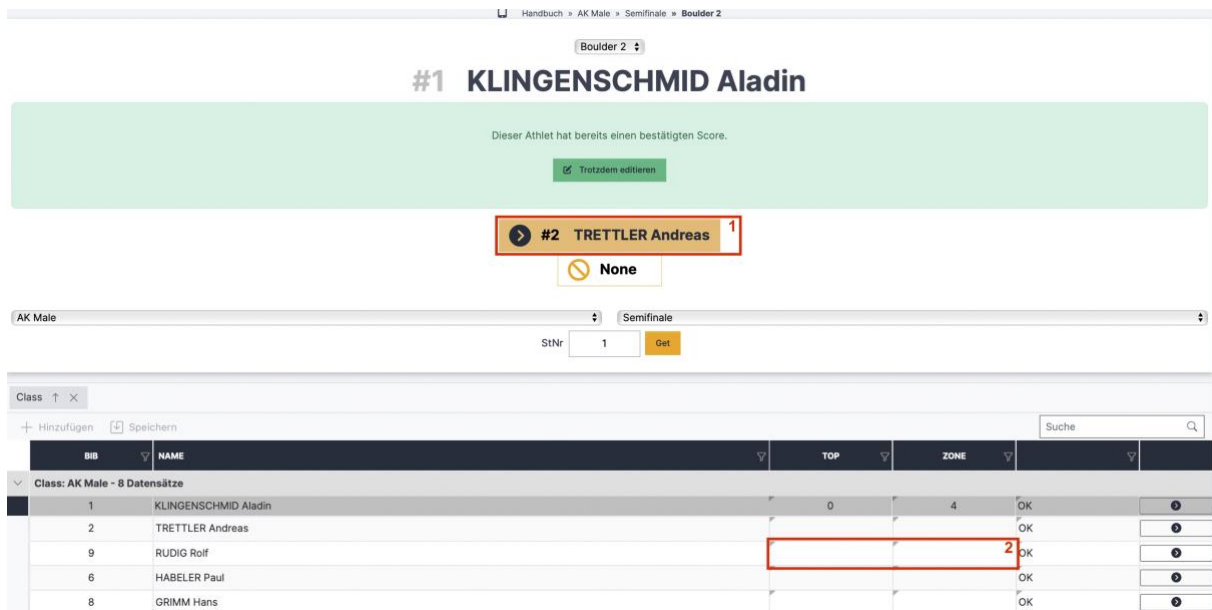 Handbuch » AK Male » Semifinale » Boulder 2
Boulder 2
#1 KLINGENSCHMID Aladin
Dieser Athlet hat bereits einen bestätigten Score.
Trotzdem editieren
#2 TRETTLER Andreas 1
None
AK Male Semifinale
StNr 1 Get
Class ↑ ×
+ Hinzufügen Speichern Suche
BIB NAME TOP ZONE
Class: AK Male - 8 Datensätze
1 KLINGENSCHMID Aladin 0 4 OK
2 TRETTLER Andreas OK
9 RUDIG Rolf 2 OK
6 HABELER Paul OK
8 GRIMM Hans OK